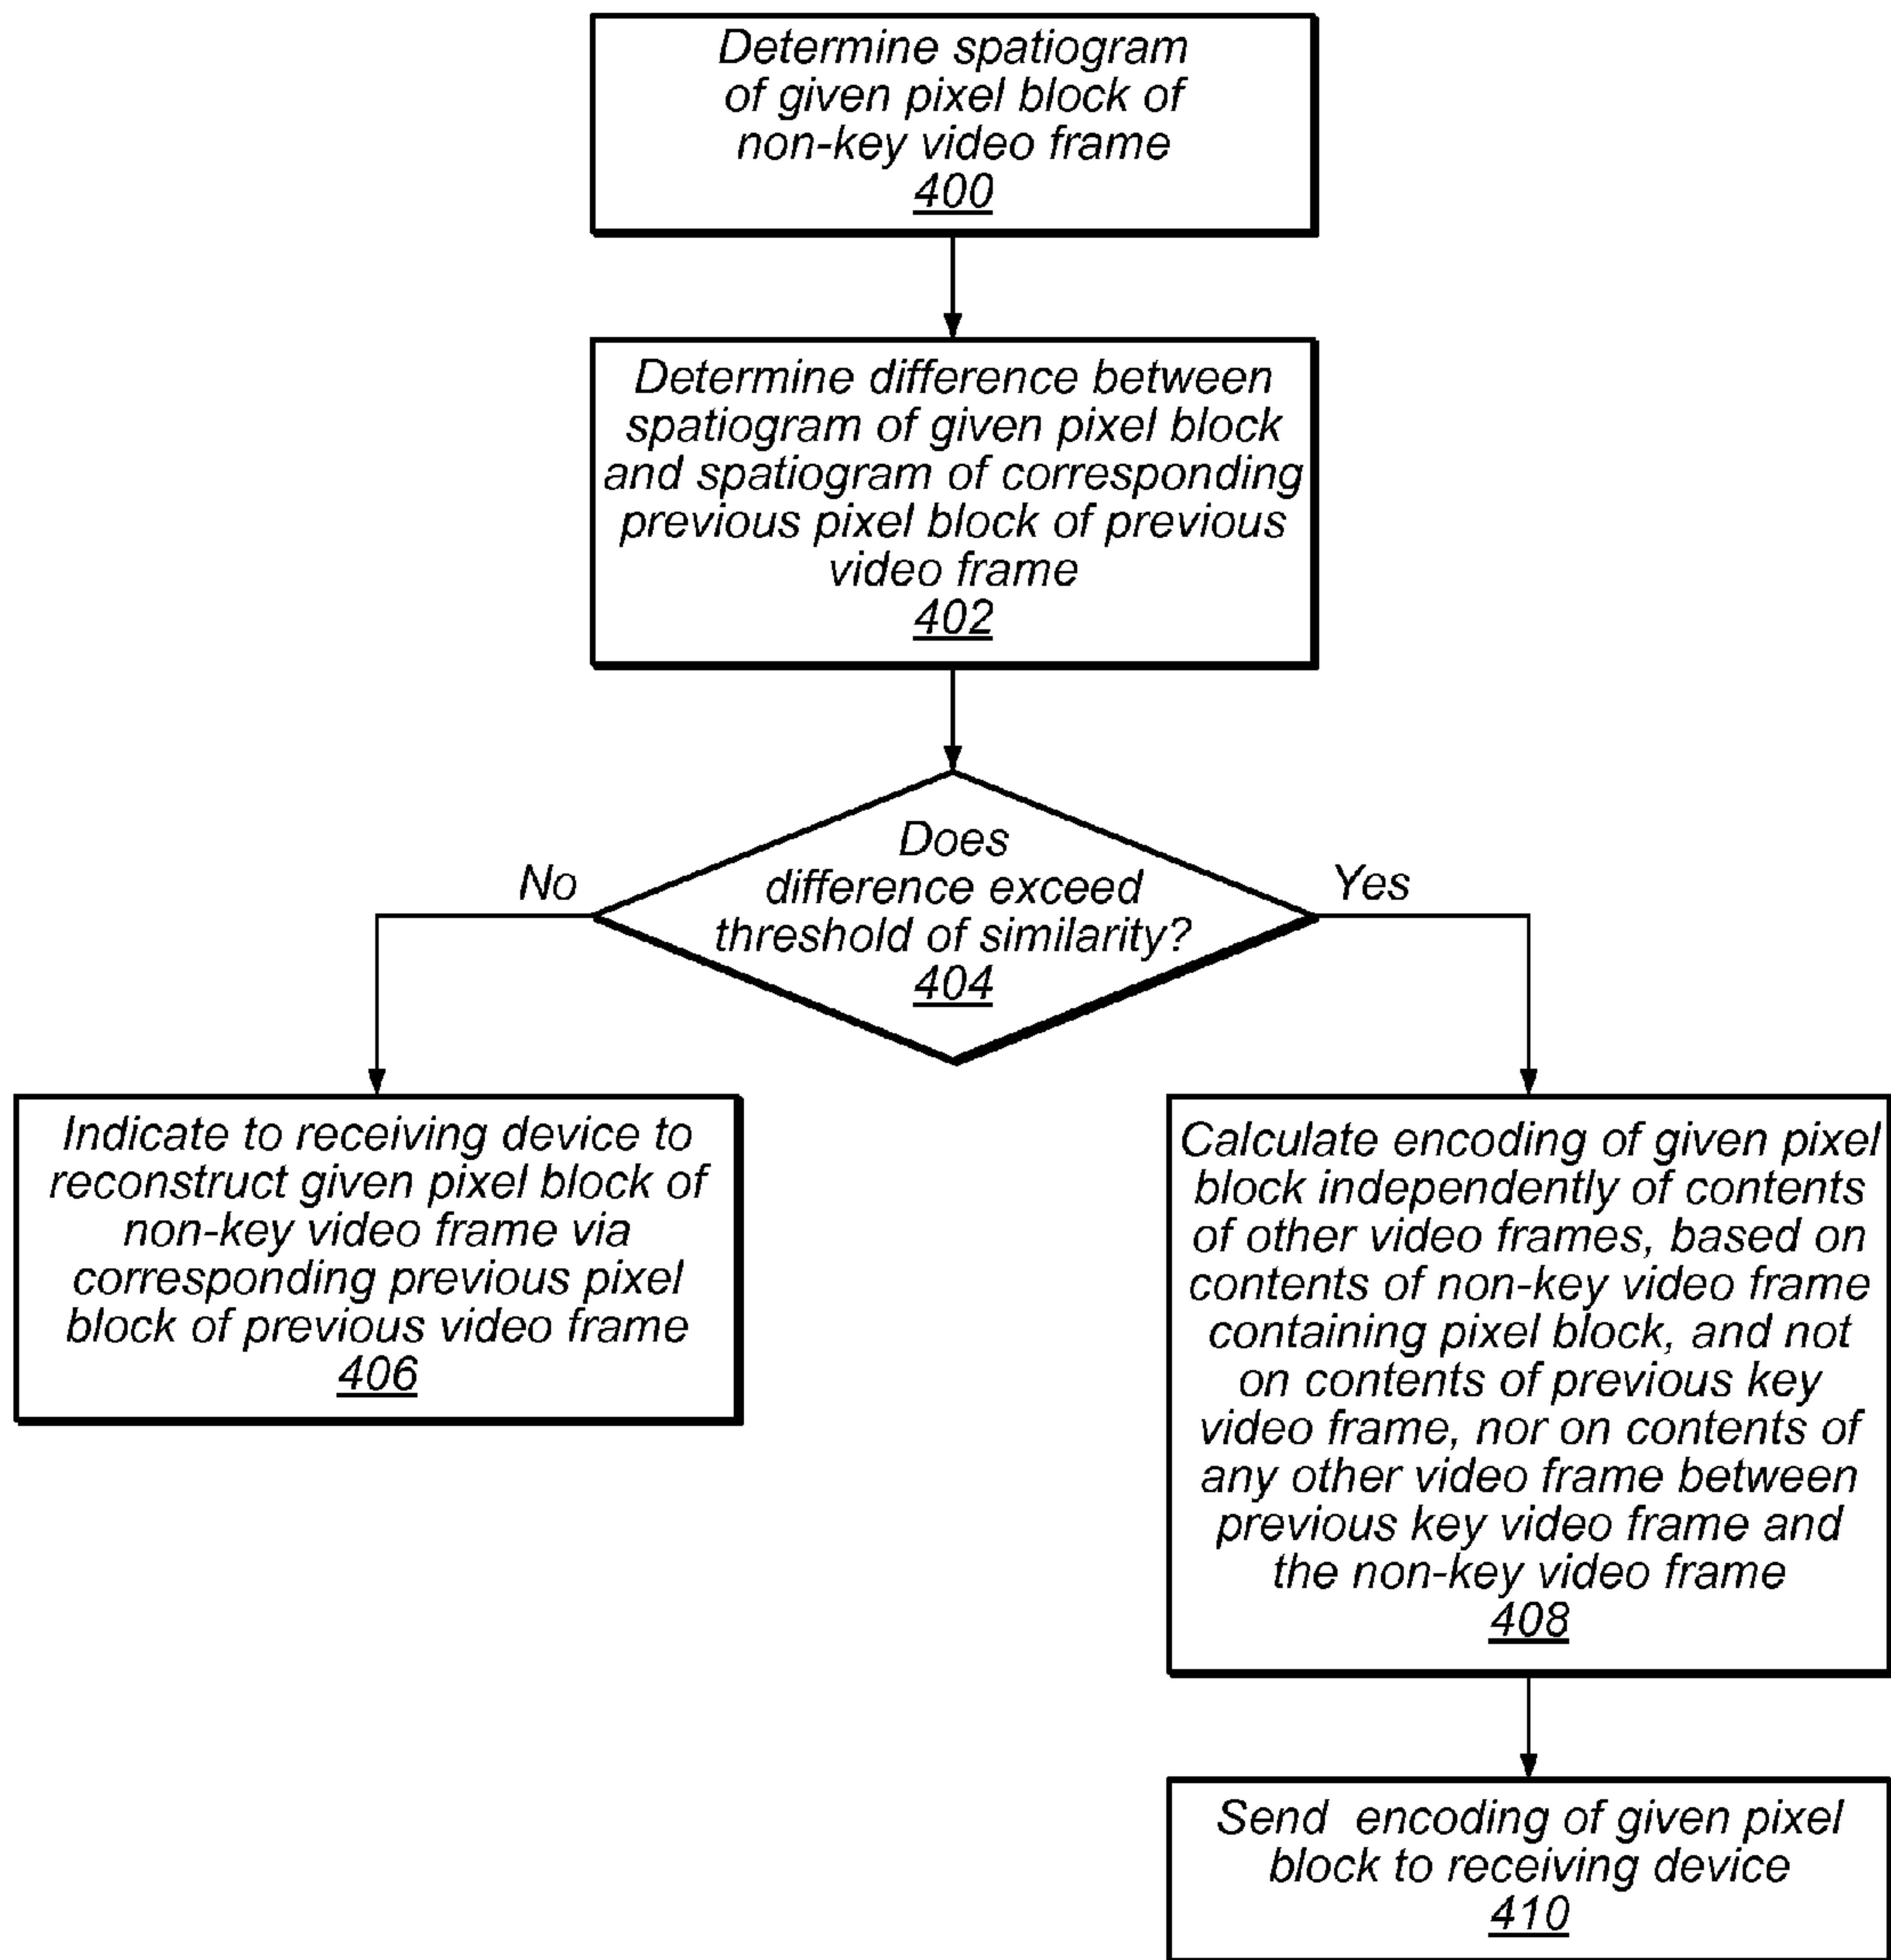 Determine spatiogram
of given pixel block of
non-key video frame
400
Determine difference between
spatiogram of given pixel block
and spatiogram of corresponding
previous pixel block of previous
video frame
402
Does
difference exceed
threshold of similarity?
404
No
Yes
Indicate to receiving device to
reconstruct given pixel block of
non-key video frame via
corresponding previous pixel
block of previous video frame
406
Calculate encoding of given pixel
block independently of contents
of other video frames, based on
contents of non-key video frame
containing pixel block, and not
on contents of previous key
video frame, nor on contents of
any other video frame between
previous key video frame and
the non-key video frame
408
Send encoding of given pixel
block to receiving device
410